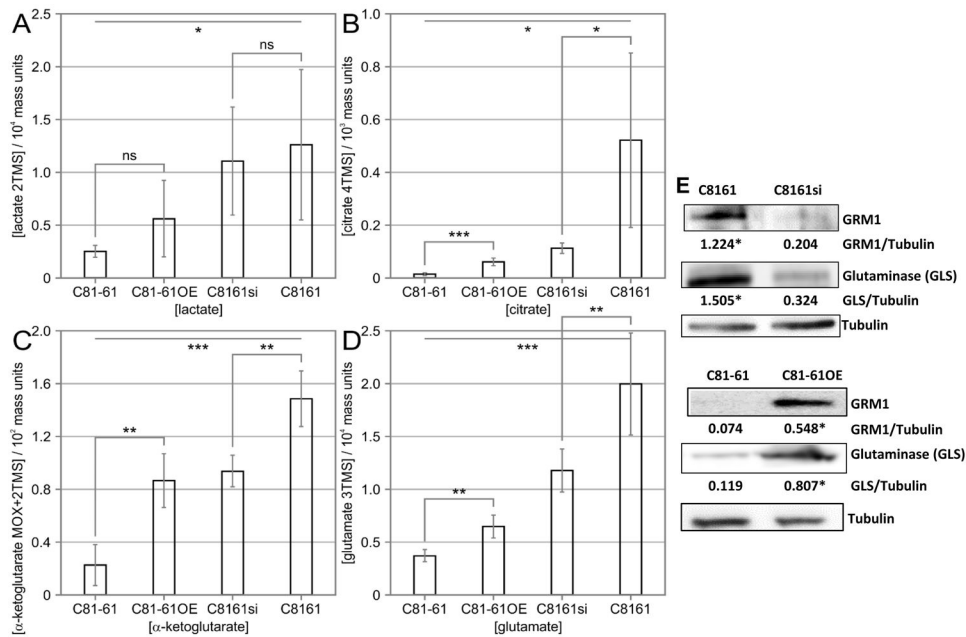 A
[lactate 2TMS] / 10⁴ mass units
2.5
2.0
1.5
1.0
0.5
0
*
ns
ns
C81-61
C81-61OE
C8161si
C8161
[lactate]
B
[citrate 4TMS] / 10³ mass units
1.0
0.8
0.6
0.4
0.2
0
*
*
***
C81-61
C81-61OE
C8161si
C8161
[citrate]
C
[α-ketoglutarate MOX+2TMS] / 10² mass units
2.0
1.6
1.2
0.8
0.4
0.0
***
**
**
C81-61
C81-61OE
C8161si
C8161
[α-ketoglutarate]
D
[glutamate 3TMS] / 10⁴ mass units
2.5
2.0
1.5
1.0
0.5
0
**
***
**
C81-61
C81-61OE
C8161si
C8161
[glutamate]
E
C8161 C8161si
GRM1
1.224* 0.204 GRM1/Tubulin
Glutaminase (GLS)
1.505* 0.324 GLS/Tubulin
Tubulin
C81-61 C81-61OE
GRM1
0.074 0.548* GRM1/Tubulin
Glutaminase (GLS)
0.119 0.807* GLS/Tubulin
Tubulin